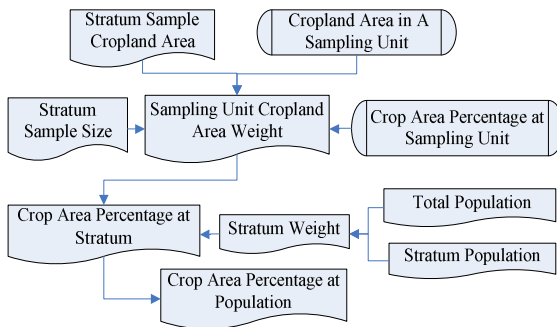 Stratum Sample
Cropland Area
Cropland Area in A
Sampling Unit
Stratum
Sample Size
Sampling Unit Cropland
Area Weight
Crop Area Percentage at
Sampling Unit
Crop Area Percentage at
Stratum
Stratum Weight
Total Population
Stratum Population
Crop Area Percentage at
Population